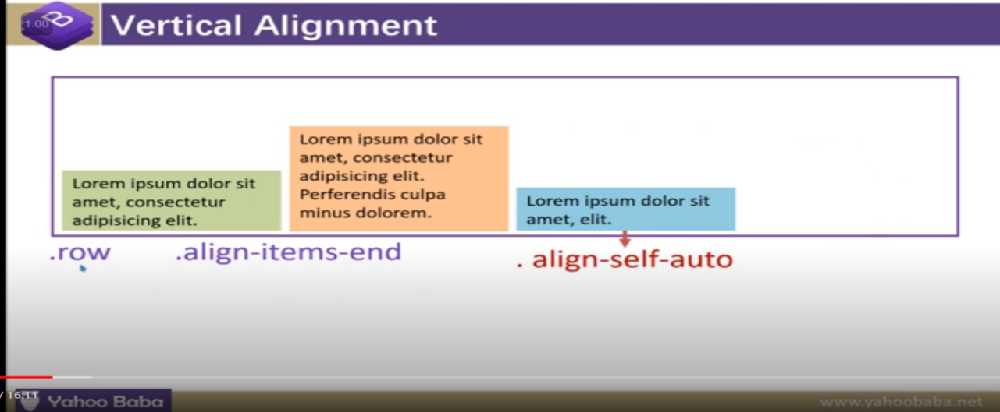 1.00
Vertical Alignment
Lorem ipsum dolor sit
amet, consectetur
adipisicing elit.
Lorem ipsum dolor sit
amet, consectetur
adipisicing elit.
Perferendis culpa
minus dolorem.
Lorem ipsum dolor sit
amet, elit.
.row .align-items-end
. align-self-auto
/ 16:11
Yahoo Baba
www.yahoobaba.net